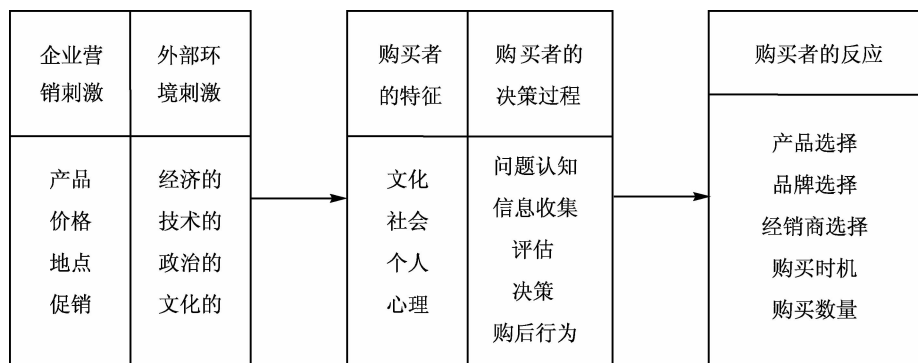 企业营
销刺激
外部环
境刺激
产品
价格
地点
促销
经济的
技术的
政治的
文化的
购买者
的特征
购买者的
决策过程
文化
社会
个人
心理
问题认知
信息收集
评估
决策
购后行为
购买者的反应
产品选择
品牌选择
经销商选择
购买时机
购买数量